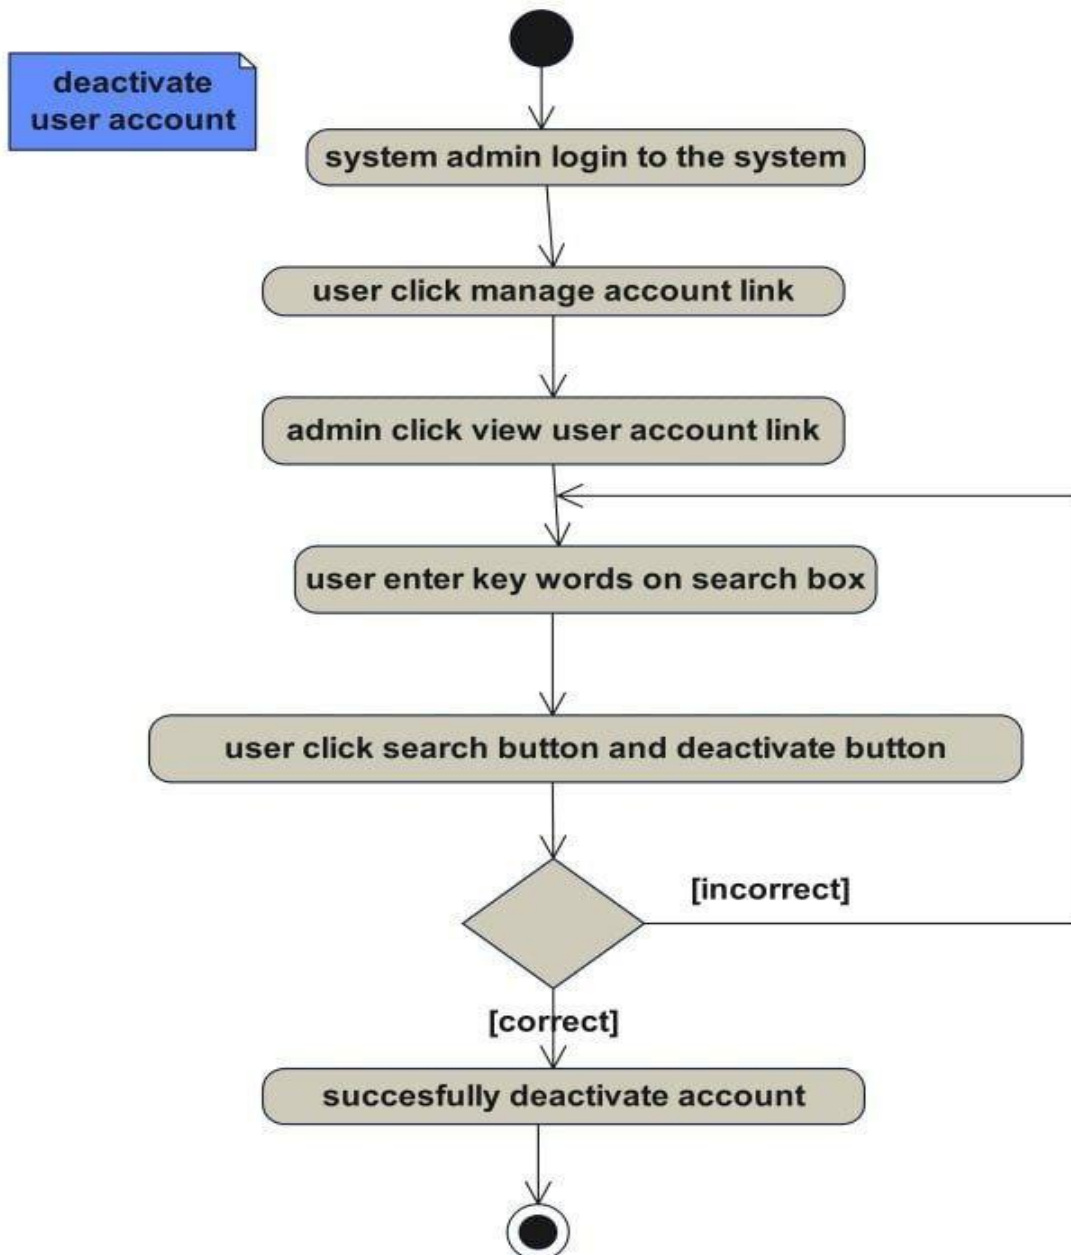 deactivate
user account
system admin login to the system
user click manage account link
admin click view user account link
user enter key words on search box
user click search button and deactivate button
[incorrect]
[correct]
succesfully deactivate account